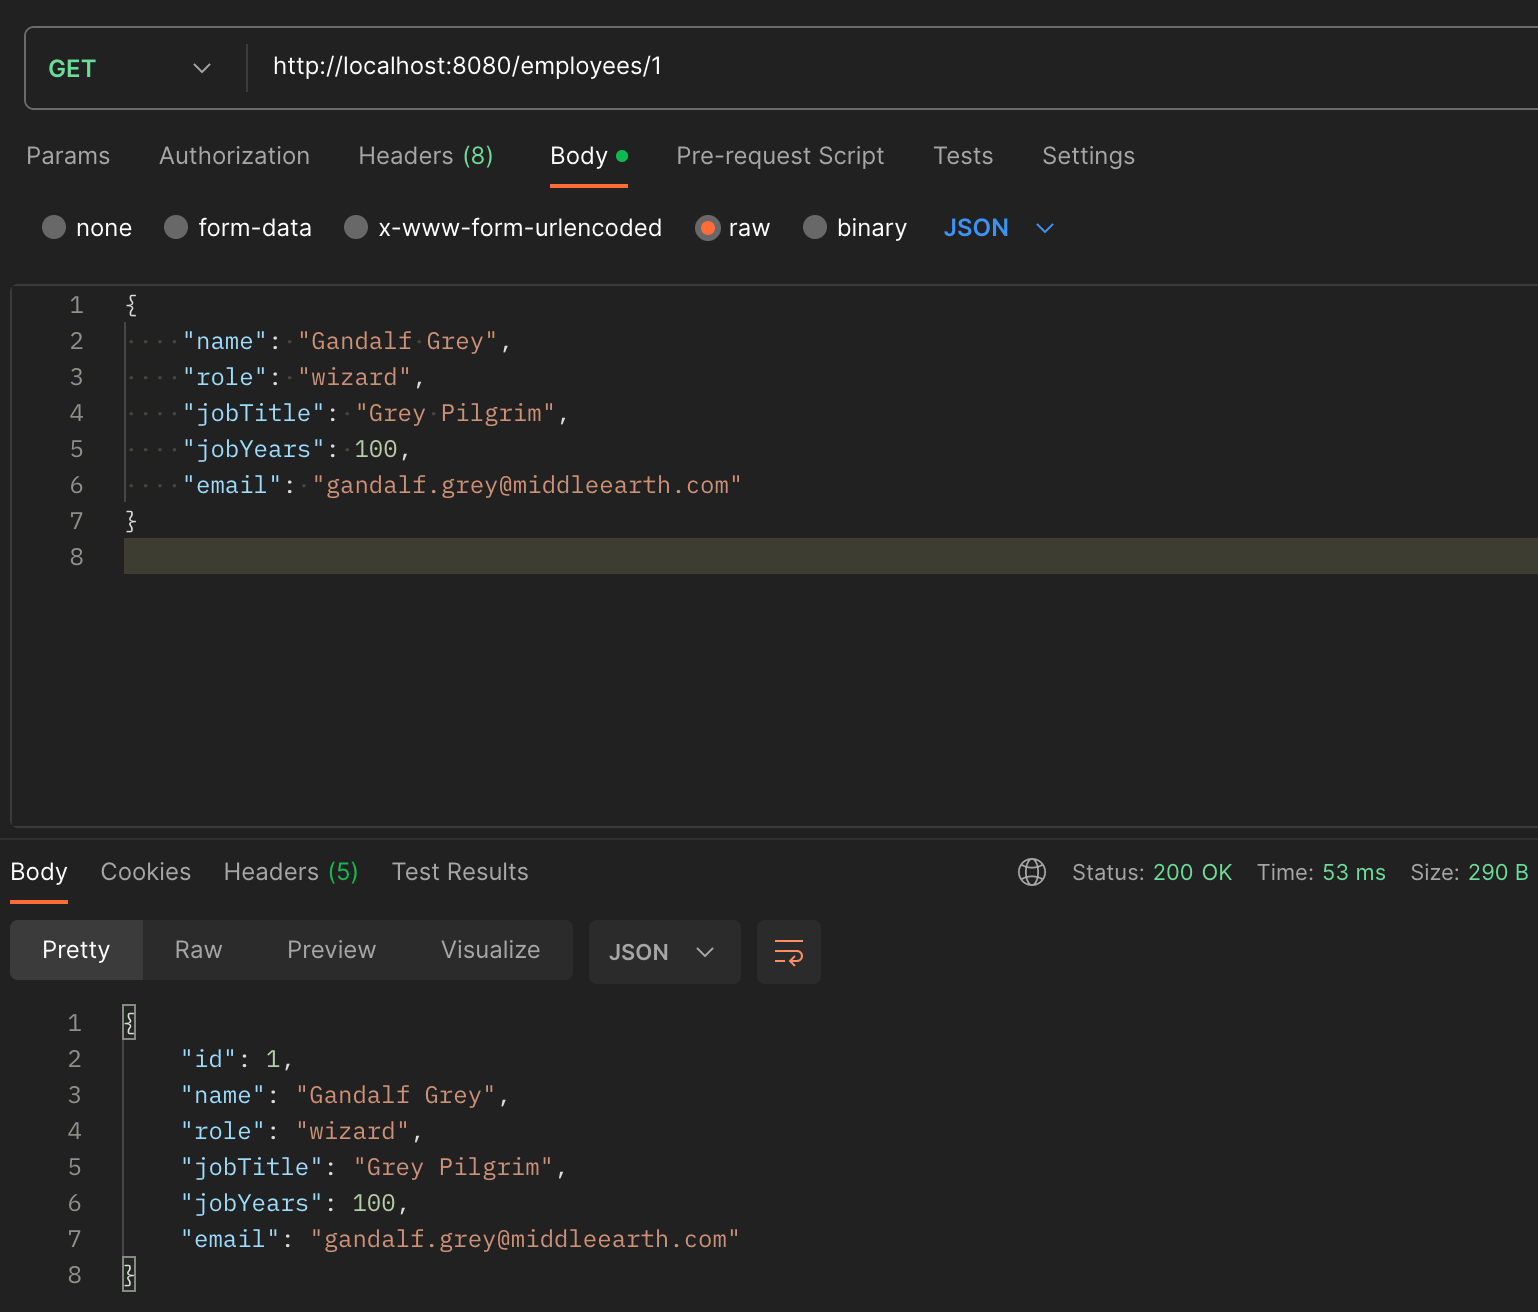 GET http://localhost:8080/employees/1
Params Authorization Headers (8) Body Pre-request Script Tests Settings
none form-data x-www-form-urlencoded raw binary JSON
1 {
2 "name": "Gandalf Grey",
3 "role": "wizard",
4 "jobTitle": "Grey Pilgrim",
5 "jobYears": 100,
6 "email": "gandalf.grey@middleearth.com"
7 }
8
Body Cookies Headers (5) Test Results Status: 200 OK Time: 53 ms Size: 290 B
Pretty Raw Preview Visualize JSON
1 {
2 "id": 1,
3 "name": "Gandalf Grey",
4 "role": "wizard",
5 "jobTitle": "Grey Pilgrim",
6 "jobYears": 100,
7 "email": "gandalf.grey@middleearth.com"
8 }